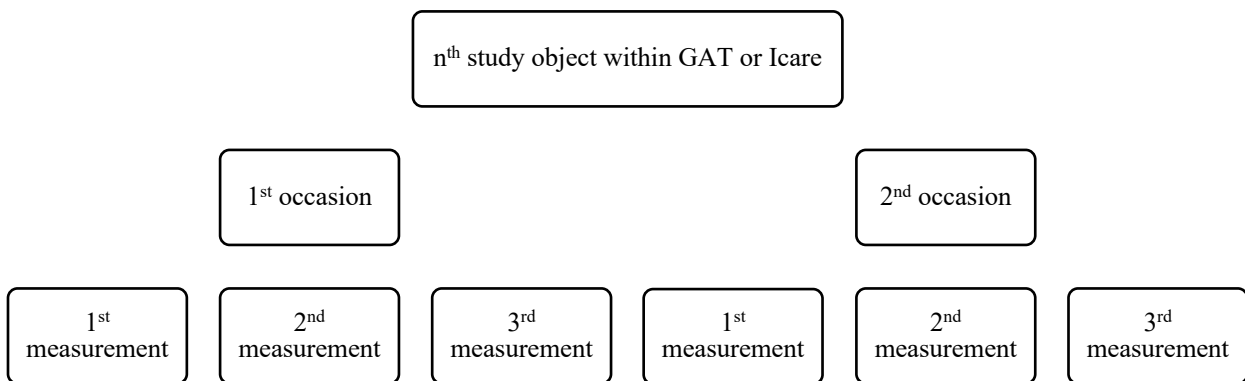 nth study object within GAT or Icare
1st occasion
2nd occasion
1st
measurement
2nd
measurement
3rd
measurement
1st
measurement
2nd
measurement
3rd
measurement